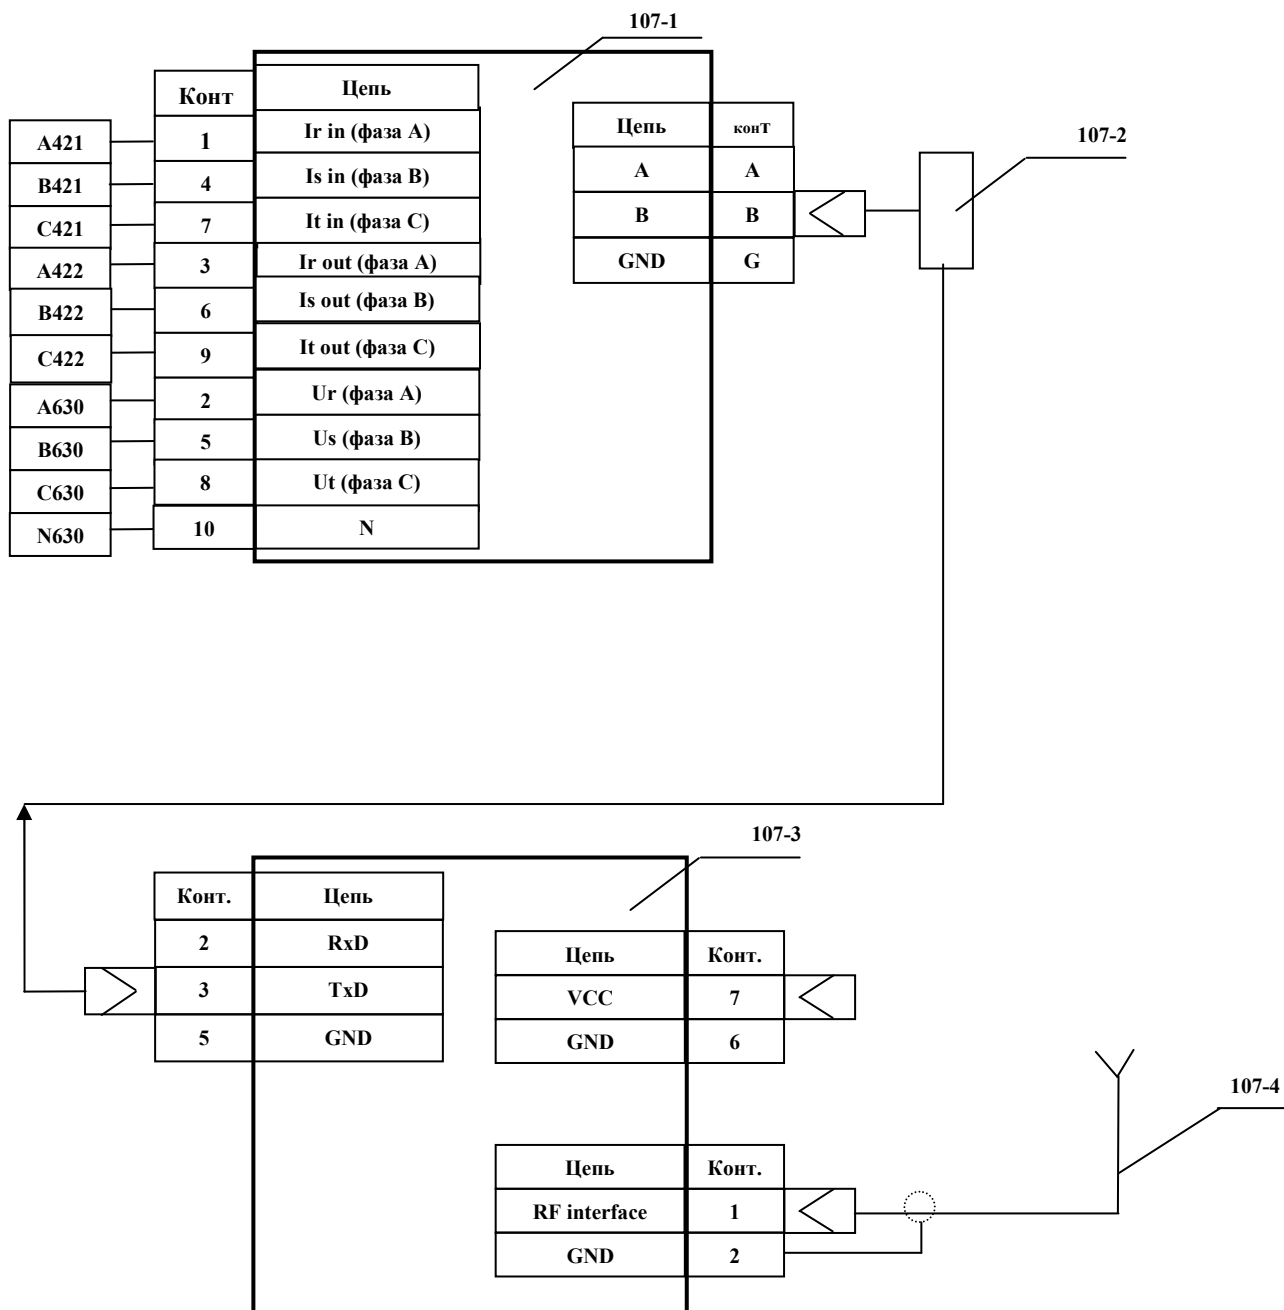 107-1
Конт Цепь
A421 1 Ir in (фаза A)
B421 4 Is in (фаза B)
C421 7 It in (фаза C)
A422 3 Ir out (фаза A)
B422 6 Is out (фаза B)
C422 9 It out (фаза C)
A630 2 Ur (фаза A)
B630 5 Us (фаза B)
C630 8 Ut (фаза C)
N630 10 N
Цепь конт
A A
B B
GND G
107-2
107-3
Конт. Цепь
2 RxD
3 TxD
5 GND
Цепь Конт.
VCC 7
GND 6
107-4
Цепь Конт.
RF interface 1
GND 2